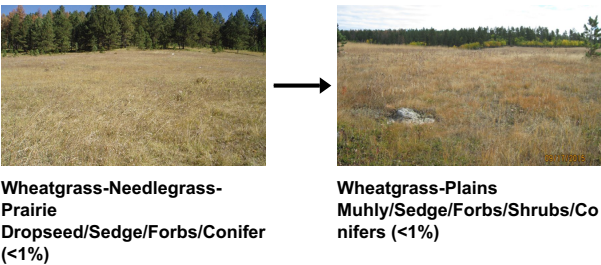 Wheatgrass-Needlegrass-
Prairie
Dropseed/Sedge/Forbs/Conifer
(<1%)
Wheatgrass-Plains
Muhly/Sedge/Forbs/Shrubs/Co
nifers (<1%)